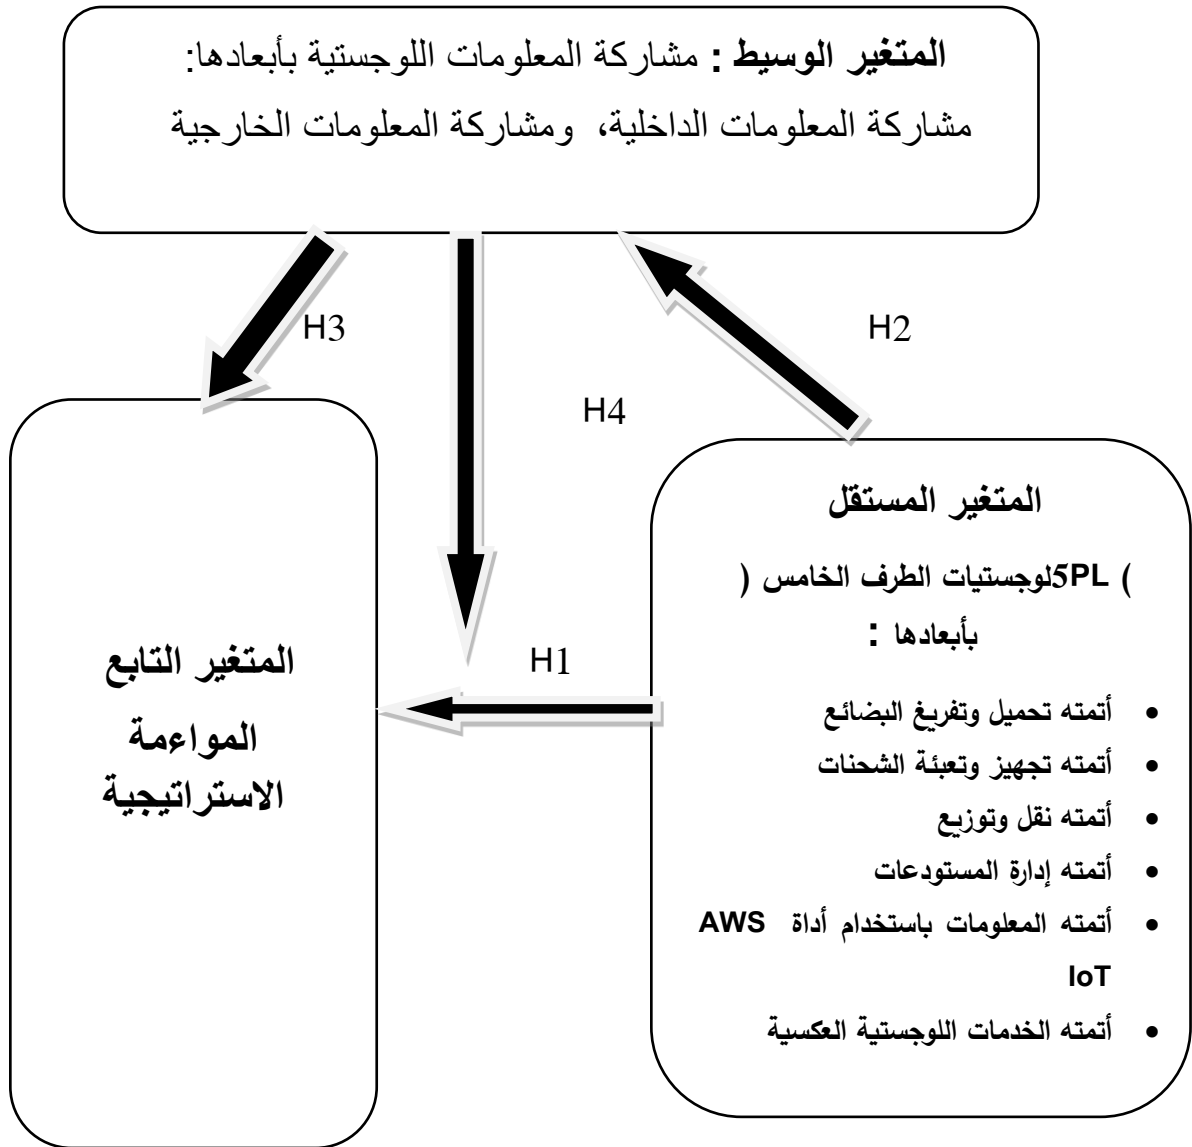 المتغير الوسيط : مشاركة المعلومات اللوجستية بأبعادها:
مشاركة المعلومات الداخلية، ومشاركة المعلومات الخارجية
H3
H2
H4
H1
المتغير المستقل
) 5PLلوجستيات الطرف الخامس (
بأبعادها :
• أتمته تحميل وتفريغ البضائع
• أتمته تجهيز وتعبئة الشحنات
• أتمته نقل وتوزيع
• أتمته إدارة المستودعات
• أتمته المعلومات باستخدام أداة AWS
IoT
• أتمته الخدمات اللوجستية العكسية
المتغير التابع
المواءمة
الاستراتيجية